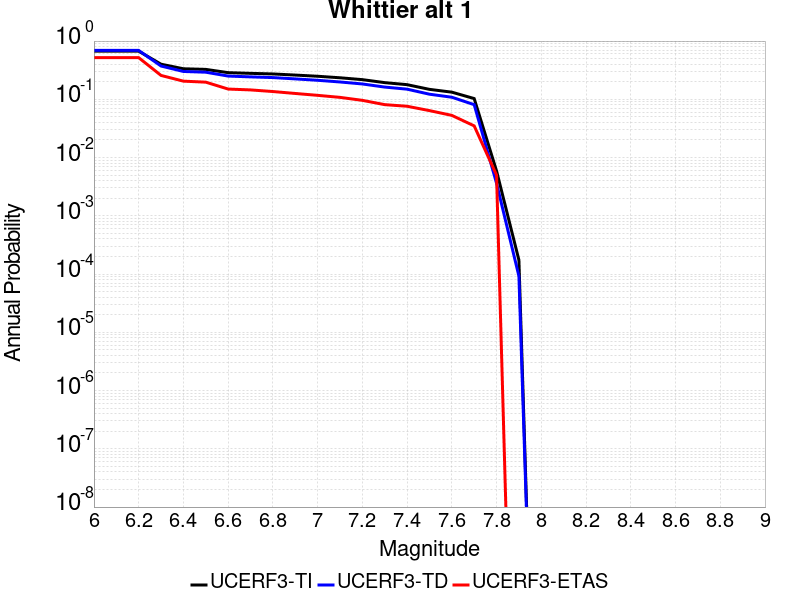 Whittier alt 1
10^0
10^-1
10^-2
10^-3
10^-4
10^-5
10^-6
10^-7
10^-8
Annual Probability
6 6.2 6.4 6.6 6.8 7 7.2 7.4 7.6 7.8 8 8.2 8.4 8.6 8.8 9
Magnitude
UCERF3-TI UCERF3-TD UCERF3-ETAS